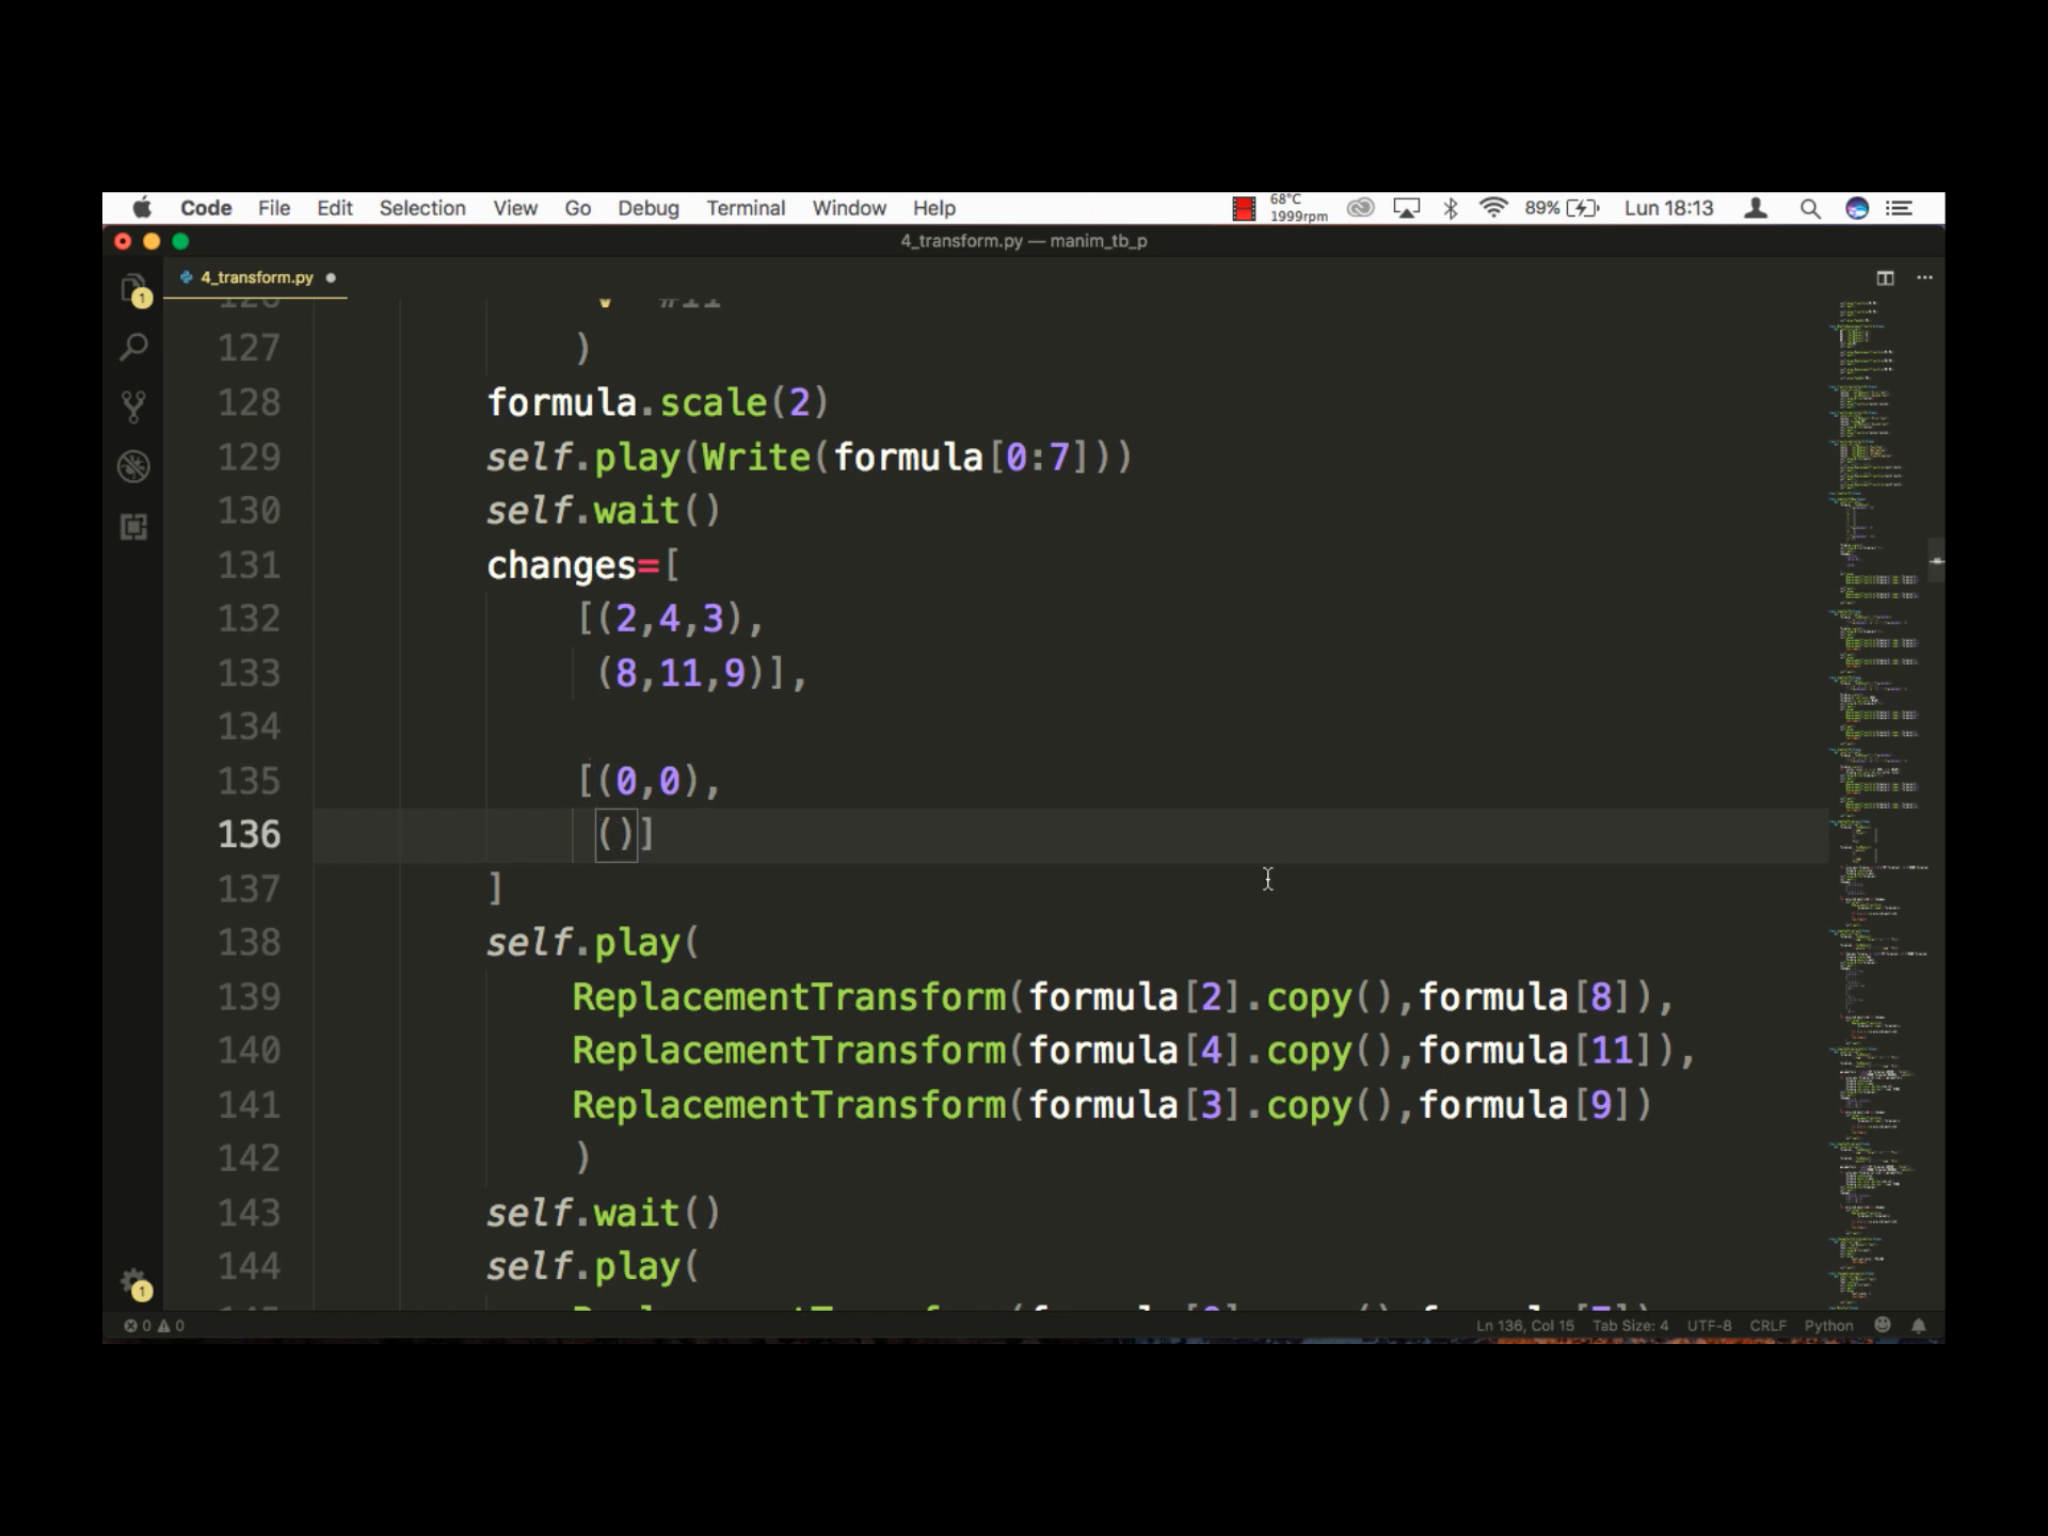 Code File Edit Selection View Go Debug Terminal Window Help 68°C 1999rpm 89% Lun 18:13
4_transform.py — manim_tb_p
1 4_transform.py
#11
127 )
128 formula.scale(2)
129 self.play(Write(formula[0:7]))
130 self.wait()
131 changes=[
132 [(2,4,3),
133 (8,11,9)],
134
135 [(0,0),
136 ()]
137 ]
138 self.play(
139 ReplacementTransform(formula[2].copy(),formula[8]),
140 ReplacementTransform(formula[4].copy(),formula[11]),
141 ReplacementTransform(formula[3].copy(),formula[9])
142 )
143 self.wait()
144 self.play(
1
0 0 Ln 136, Col 15 Tab Size: 4 UTF-8 CRLF Python